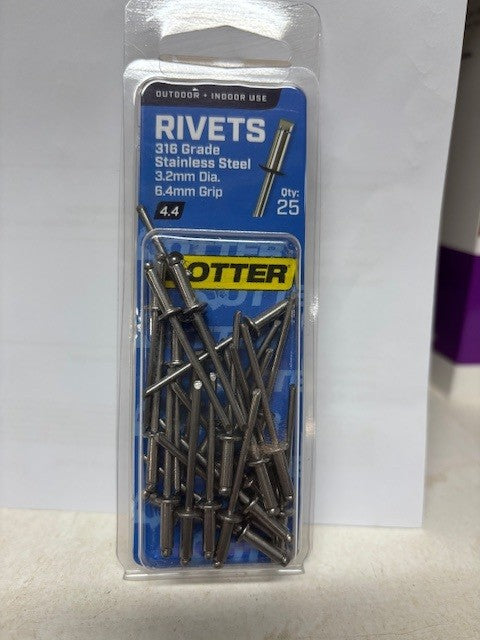 OUTDOOR + INDOOR USE
RIVETS
316 Grade
Stainless Steel
3.2mm Dia.
6.4mm Grip
Qty:
25
4.4
OTTER
OTTER